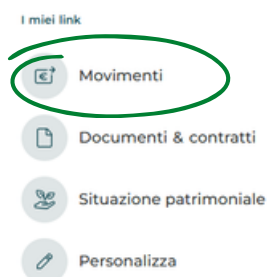 I miei link
Movimenti
Documenti & contratti
Situazione patrimoniale
Personalizza